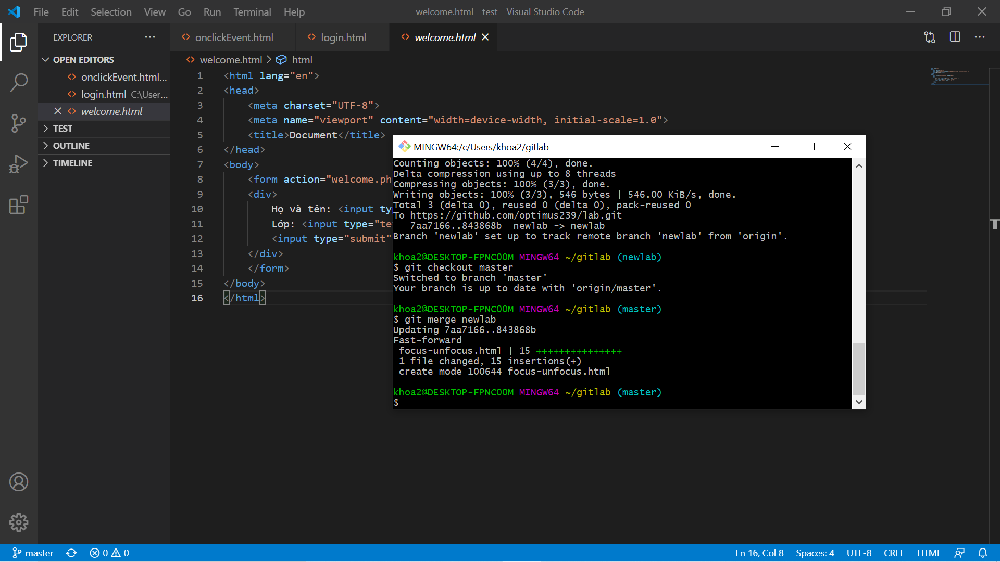 File Edit Selection View Go Run Terminal Help
welcome.html - test - Visual Studio Code
EXPLORER
OPEN EDITORS
onclickEvent.html...
login.html C:\User...
welcome.html
TEST
OUTLINE
TIMELINE
onclickEvent.html login.html welcome.html
welcome.html > html
1 <html lang="en">
2 <head>
3 <meta charset="UTF-8">
4 <meta name="viewport" content="width=device-width, initial-scale=1.0">
5 <title>Document</title>
6 </head>
7 <body>
8 <form action="welcome.ph
9 <div>
10 Họ và tên: <input ty
11 Lớp: <input type="te
12 <input type="submit"
13 </div>
14 </form>
15 </body>
16 </html>
MINGW64:/c/Users/khoa2/gitlab
Counting objects: 100% (4/4), done.
Delta compression using up to 8 threads
Compressing objects: 100% (3/3), done.
Writing objects: 100% (3/3), 546 bytes | 546.00 KiB/s, done.
Total 3 (delta 0), reused 0 (delta 0), pack-reused 0
To https://github.com/optimus239/lab.git
7aa7166..843868b newlab -> newlab
Branch 'newlab' set up to track remote branch 'newlab' from 'origin'.
khoa2@DESKTOP-FPNCOOM MINGW64 ~/gitlab (newlab)
$ git checkout master
Switched to branch 'master'
Your branch is up to date with 'origin/master'.
khoa2@DESKTOP-FPNCOOM MINGW64 ~/gitlab (master)
$ git merge newlab
Updating 7aa7166..843868b
Fast-forward
focus-unfocus.html | 15 +++++++++++++++
1 file changed, 15 insertions(+)
create mode 100644 focus-unfocus.html
khoa2@DESKTOP-FPNCOOM MINGW64 ~/gitlab (master)
$
master 0 0
Ln 16, Col 8 Spaces: 4 UTF-8 CRLF HTML